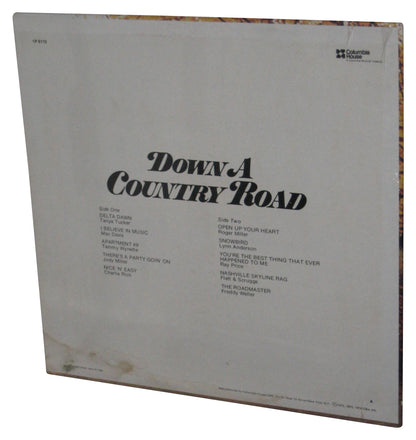 Columbia
House
DOWN A
COUNTRY ROAD
Side One
DELTA DAWN
Tanya Tucker
I BELIEVE IN MUSIC
Mac Davis
APARTMENT #9
Tammy Wynette
THERE'S A PARTY GOIN' ON
Jody Miller
NICE 'N' EASY
Charlie Rich
Side Two
OPEN UP YOUR HEART
Roger Miller
SNOWBIRD
Lynn Anderson
YOU'RE THE BEST THING THAT EVER
HAPPENED TO ME
Ray Price
NASHVILLE SKYLINE RAG
Flatt & Scruggs
THE ROADMASTER
Freddy Weller